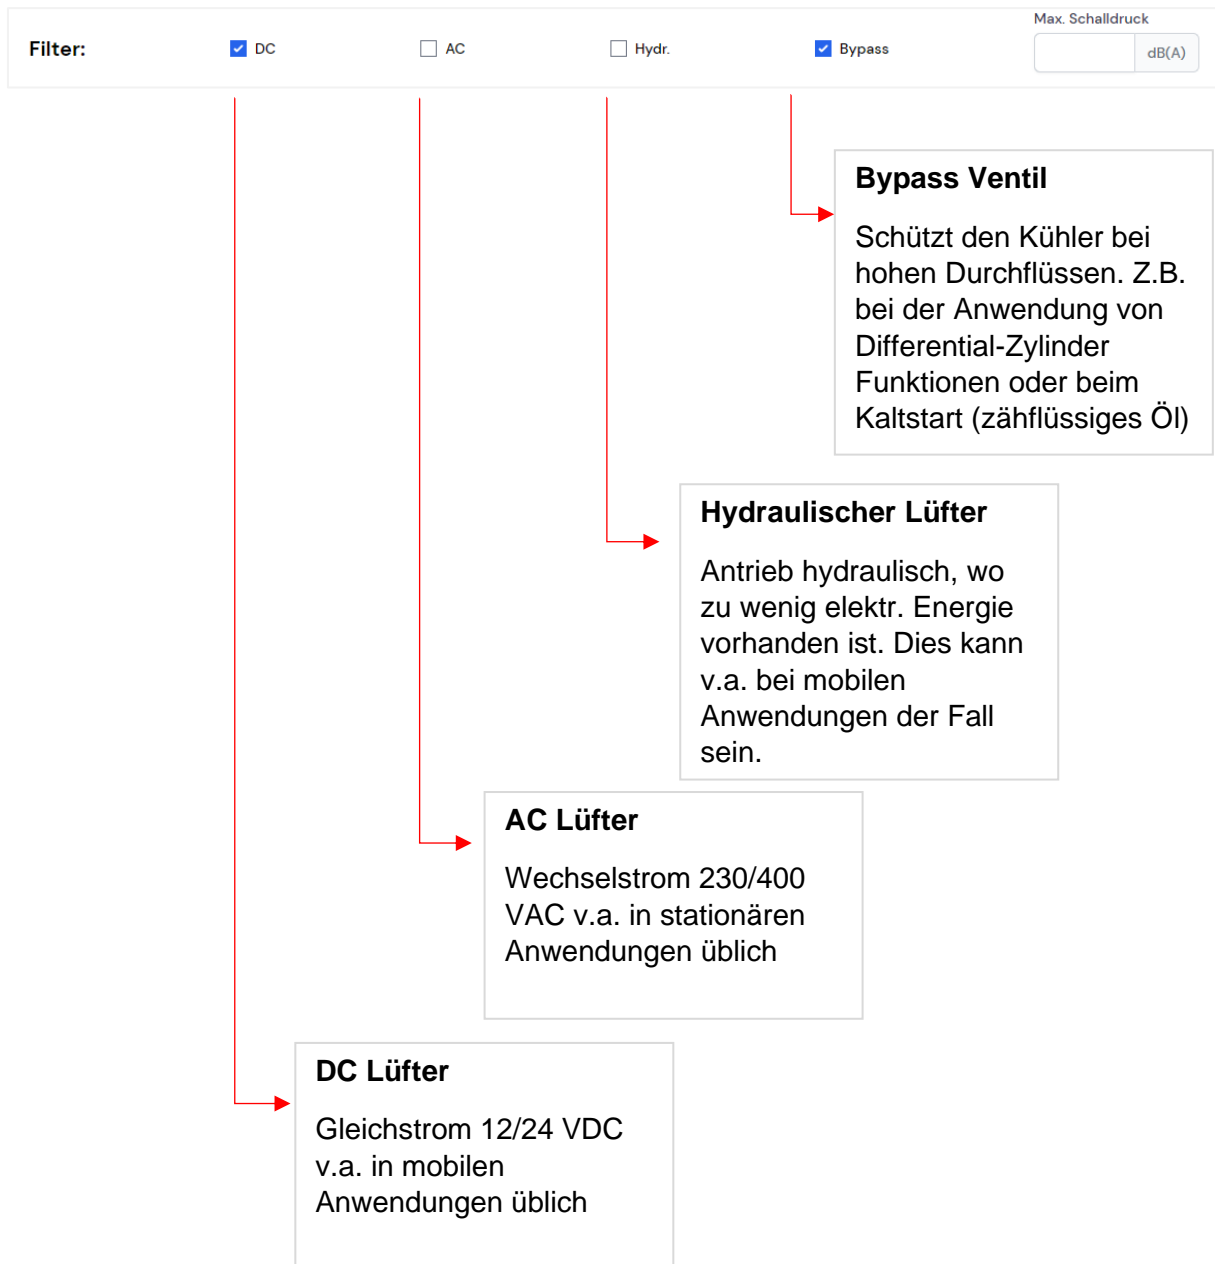 Max. Schalldruck
Filter:
DC
AC
Hydr.
Bypass
dB(A)
Bypass Ventil
Schützt den Kühler bei
hohen Durchflüssen. Z.B.
bei der Anwendung von
Differential-Zylinder
Funktionen oder beim
Kaltstart (zähflüssiges Öl)
Hydraulischer Lüfter
Antrieb hydraulisch, wo
zu wenig elektr. Energie
vorhanden ist. Dies kann
v.a. bei mobilen
Anwendungen der Fall
sein.
AC Lüfter
Wechselstrom 230/400
VAC v.a. in stationären
Anwendungen üblich
DC Lüfter
Gleichstrom 12/24 VDC
v.a. in mobilen
Anwendungen üblich